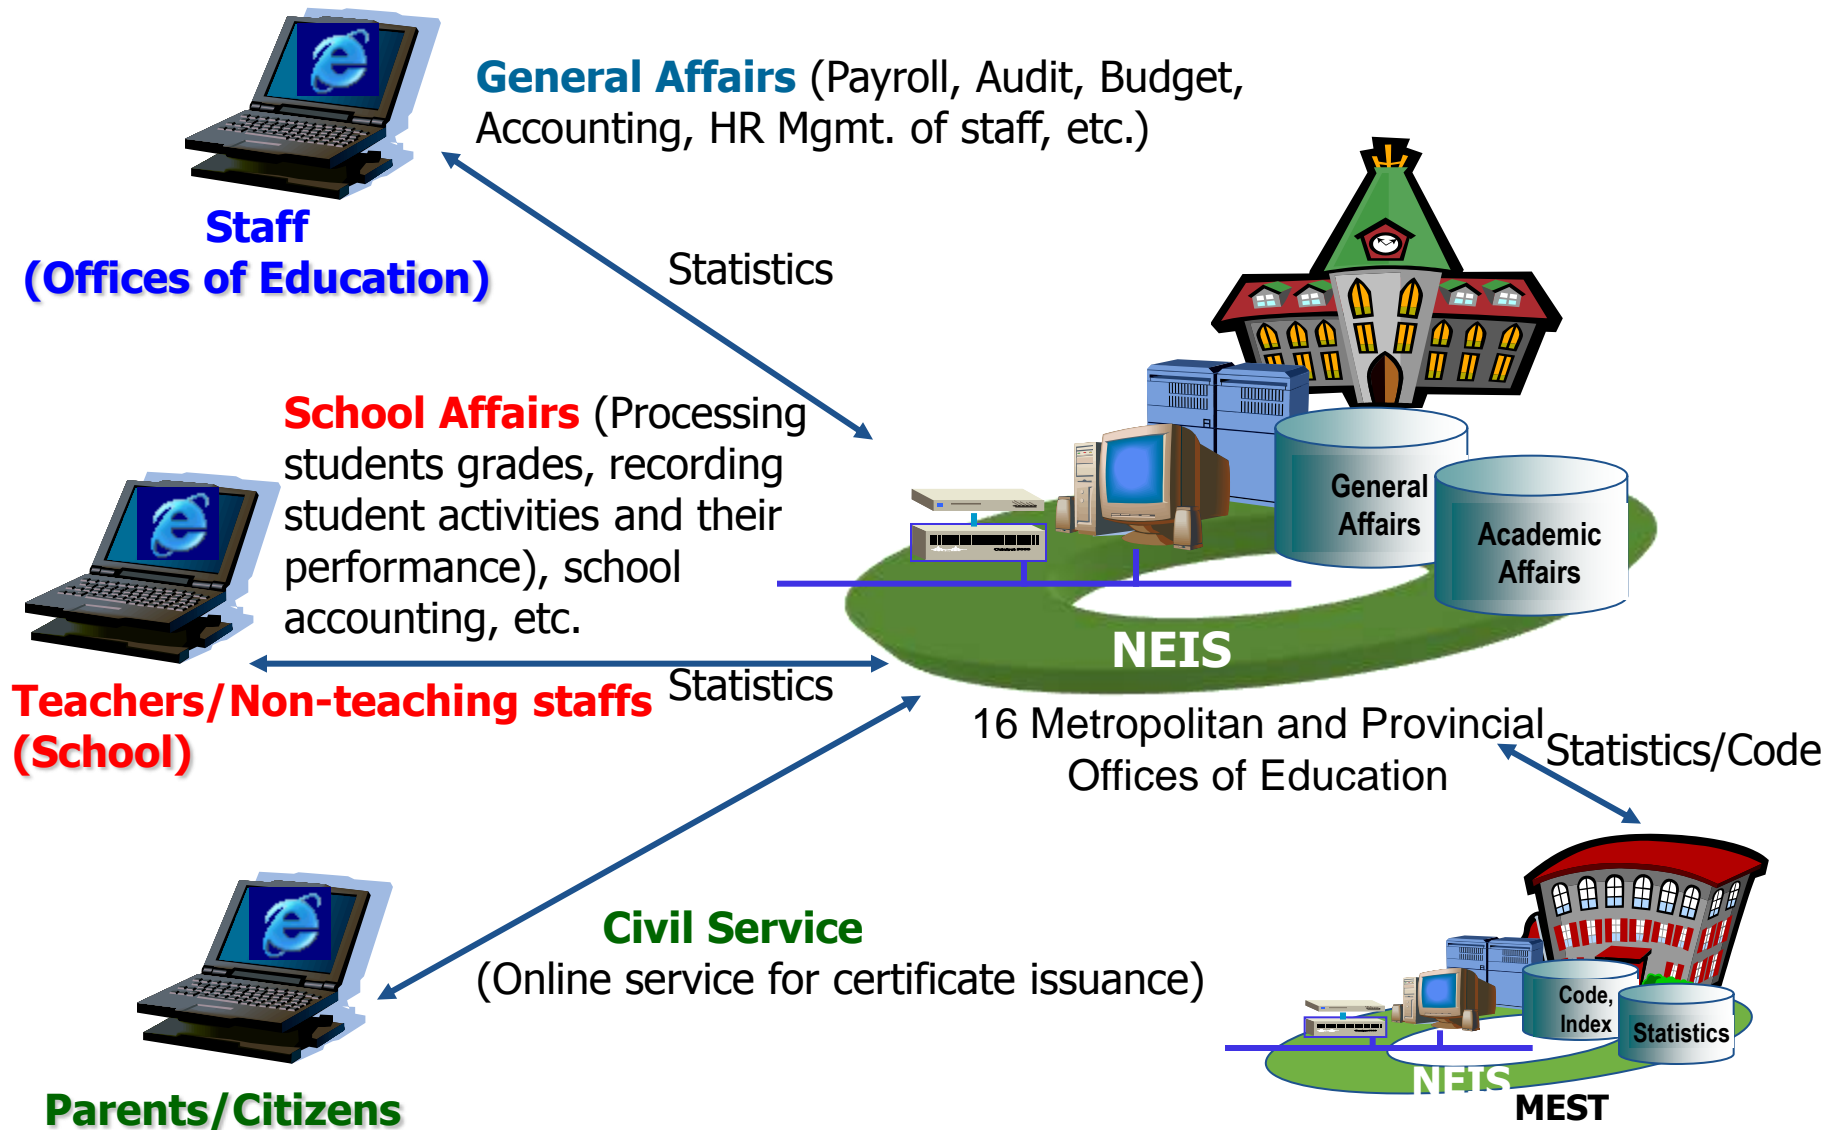 General Affairs (Payroll, Audit, Budget,
Accounting, HR Mgmt. of staff, etc.)
Staff
(Offices of Education)
Statistics
School Affairs (Processing
students grades, recording
student activities and their
performance), school
accounting, etc.
General
Affairs
Academic
Affairs
NEIS
Teachers/Non-teaching staffs
(School)
Statistics
16 Metropolitan and Provincial
Offices of Education
Statistics/Code
Civil Service
(Online service for certificate issuance)
Code,
Index
Statistics
NEIS
MEST
Parents/Citizens